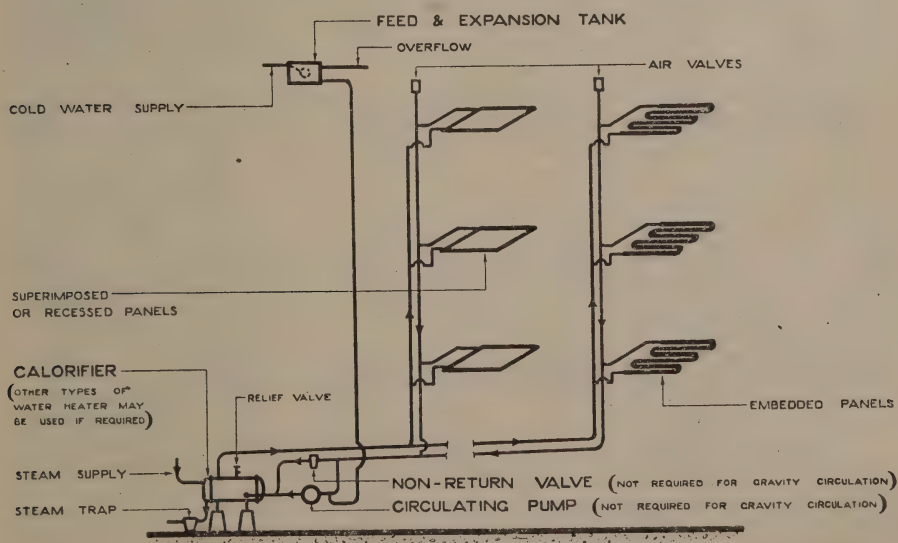 FEED & EXPANSION TANK
OVERFLOW
AIR VALVES
COLD WATER SUPPLY
SUPERIMPOSED
OR RECESSED PANELS
CALORIFIER
(OTHER TYPES OF
WATER HEATER MAY
BE USED IF REQUIRED)
RELIEF VALVE
EMBEDDED PANELS
STEAM SUPPLY
NON-RETURN VALVE (NOT REQUIRED FOR GRAVITY CIRCULATION)
STEAM TRAP
CIRCULATING PUMP (NOT REQUIRED FOR GRAVITY CIRCULATION)